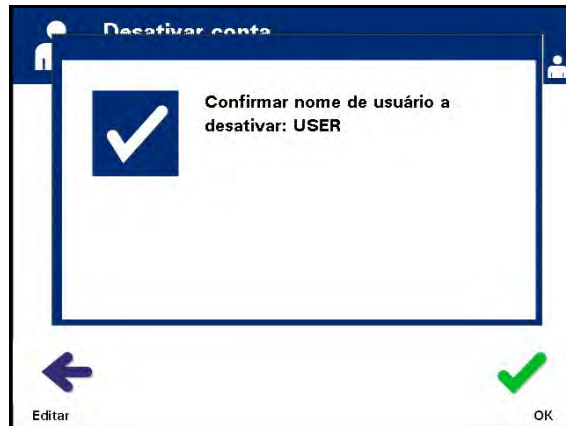 Desativar conta
Confirmar nome de usuário a
desativar: USER
Editar
OK